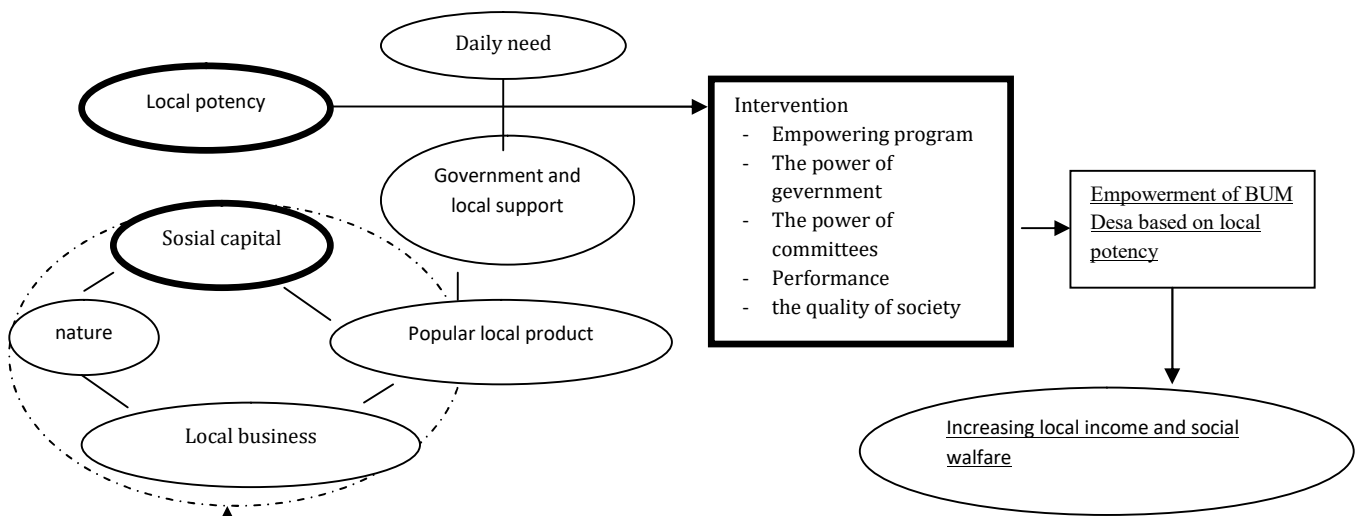 Daily need
Local potency
Government and
local support
Sosial capital
nature
Popular local product
Local business
Intervention
- Empowering program
- The power of
gevernment
- The power of
committees
- Performance
- the quality of society
Empowerment of BUM
Desa based on local
potency
Increasing local income and social
walfare